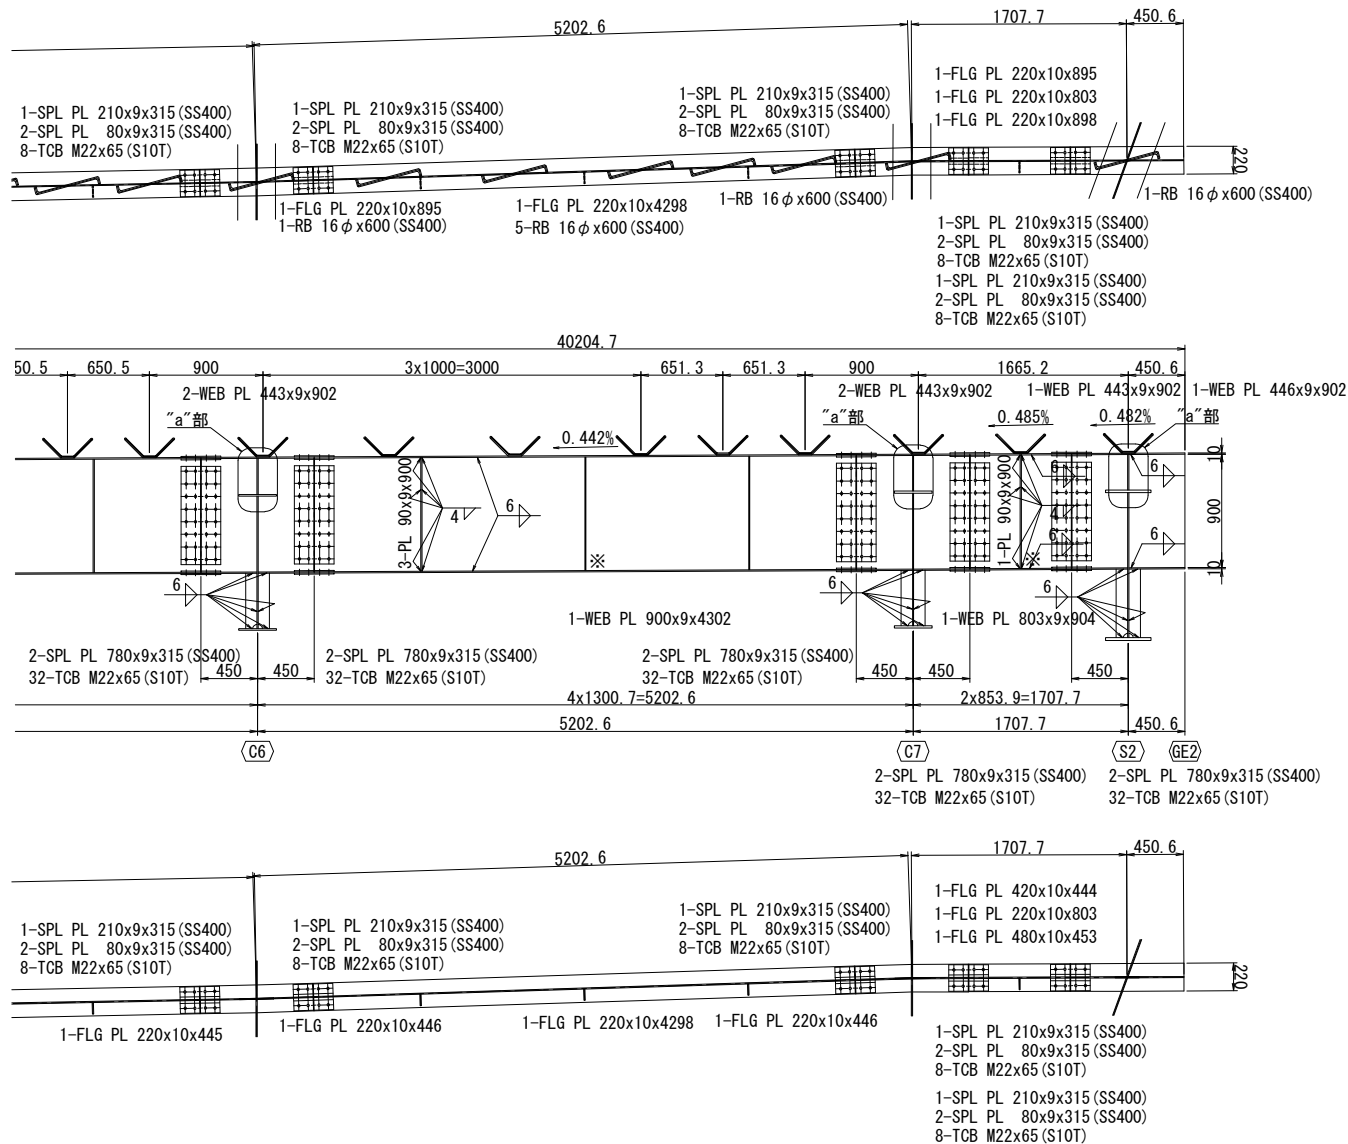 5202.6
1707.7
450.6
1-FLG PL 220x10x895
1-FLG PL 220x10x803
1-FLG PL 220x10x898
1-SPL PL 210x9x315(SS400)
2-SPL PL 80x9x315(SS400)
8-TCB M22x65(S10T)
1-SPL PL 210x9x315(SS400)
2-SPL PL 80x9x315(SS400)
8-TCB M22x65(S10T)
1-SPL PL 210x9x315(SS400)
2-SPL PL 80x9x315(SS400)
8-TCB M22x65(S10T)
220
1-FLG PL 220x10x895
1-RB 16φx600(SS400)
1-FLG PL 220x10x4298
5-RB 16φx600(SS400)
1-RB 16φx600(SS400)
1-RB 16φx600(SS400)
1-SPL PL 210x9x315(SS400)
2-SPL PL 80x9x315(SS400)
8-TCB M22x65(S10T)
1-SPL PL 210x9x315(SS400)
2-SPL PL 80x9x315(SS400)
8-TCB M22x65(S10T)
40204.7
50.5
650.5
900
3x1000=3000
651.3
651.3
900
1665.2
450.6
2-WEB PL 443x9x902
2-WEB PL 443x9x902
1-WEB PL 443x9x902
1-WEB PL 446x9x902
"a"部
"a"部
"a"部
0.442%
0.485%
0.482%
10
900
10
3-PL 90x9x900
4
6
※
1-PL 90x9x900
6
4
6
※
6
6
6
6
6
1-WEB PL 900x9x4302
1-WEB PL 803x9x904
2-SPL PL 780x9x315(SS400)
32-TCB M22x65(S10T)
450
450
2-SPL PL 780x9x315(SS400)
32-TCB M22x65(S10T)
2-SPL PL 780x9x315(SS400)
32-TCB M22x65(S10T)
450
450
450
4x1300.7=5202.6
2x853.9=1707.7
5202.6
1707.7
450.6
C6
C7
S2
GE2
2-SPL PL 780x9x315(SS400)
32-TCB M22x65(S10T)
2-SPL PL 780x9x315(SS400)
32-TCB M22x65(S10T)
5202.6
1707.7
450.6
1-FLG PL 420x10x444
1-FLG PL 220x10x803
1-FLG PL 480x10x453
1-SPL PL 210x9x315(SS400)
2-SPL PL 80x9x315(SS400)
8-TCB M22x65(S10T)
1-SPL PL 210x9x315(SS400)
2-SPL PL 80x9x315(SS400)
8-TCB M22x65(S10T)
1-SPL PL 210x9x315(SS400)
2-SPL PL 80x9x315(SS400)
8-TCB M22x65(S10T)
220
1-FLG PL 220x10x445
1-FLG PL 220x10x446
1-FLG PL 220x10x4298
1-FLG PL 220x10x446
1-SPL PL 210x9x315(SS400)
2-SPL PL 80x9x315(SS400)
8-TCB M22x65(S10T)
1-SPL PL 210x9x315(SS400)
2-SPL PL 80x9x315(SS400)
8-TCB M22x65(S10T)